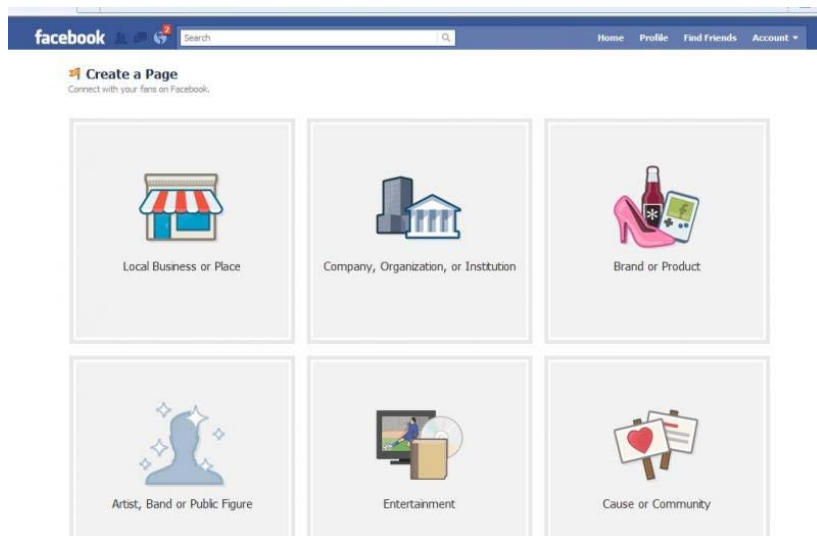 facebook
2
Search
Home Profile Find Friends Account
Create a Page
Connect with your fans on Facebook.
Local Business or Place
Company, Organization, or Institution
Brand or Product
Artist, Band or Public Figure
Entertainment
Cause or Community